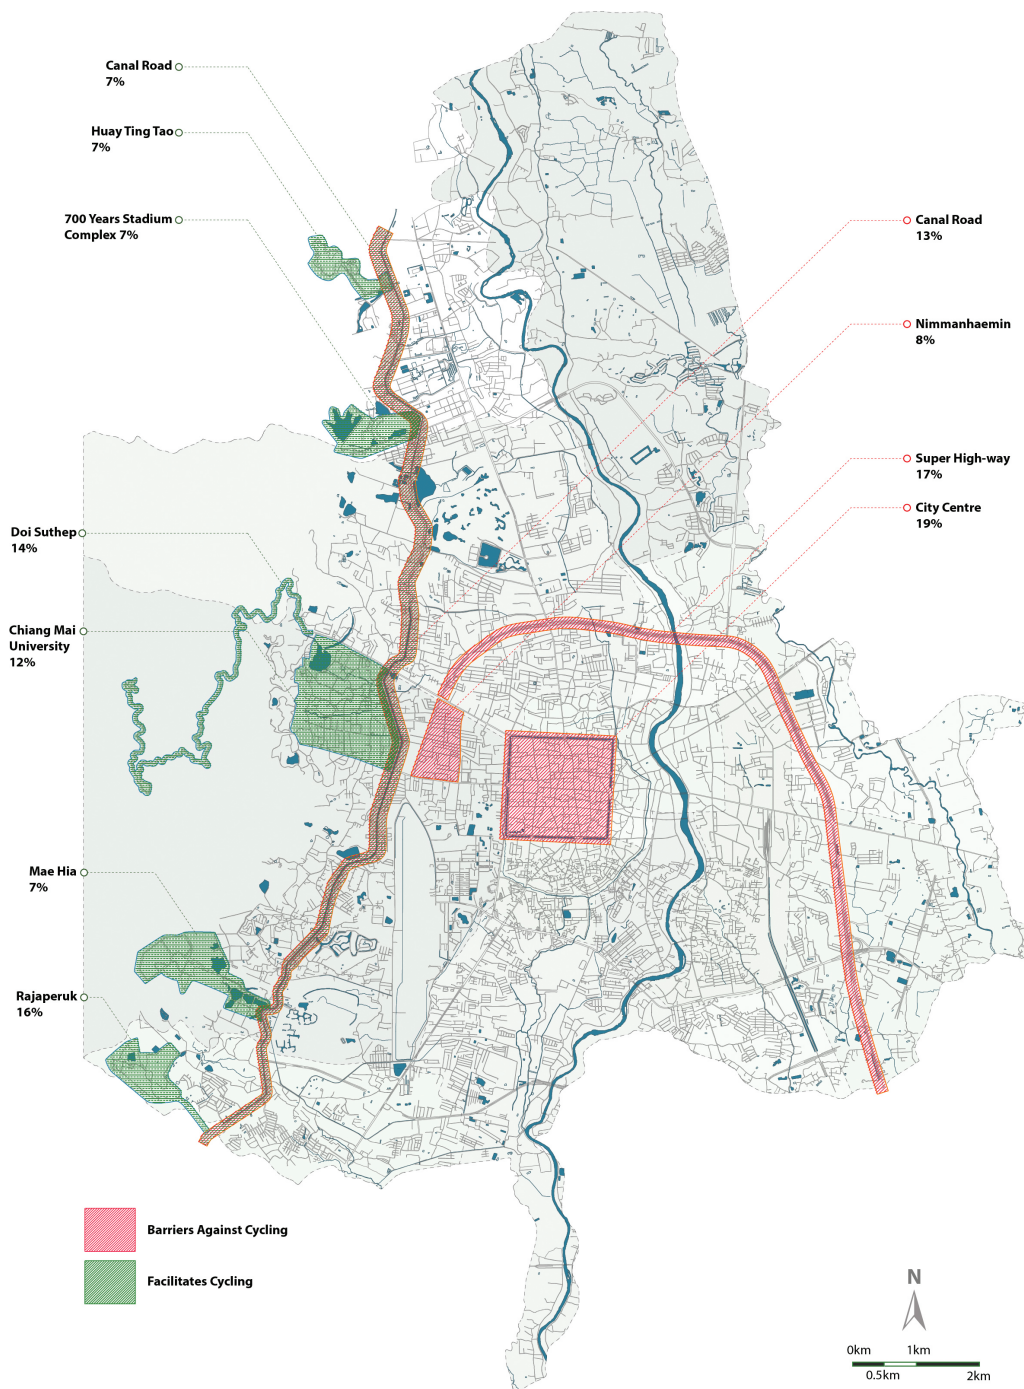 Canal Road
7%
Huay Ting Tao
7%
700 Years Stadium
Complex 7%
Doi Suthep
14%
Chiang Mai
University
12%
Mae Hia
7%
Rajaperuk
16%
Canal Road
13%
Nimmanhaemin
8%
Super High-way
17%
City Centre
19%
Barriers Against Cycling
Facilitates Cycling
N
0km 1km
0.5km 2km